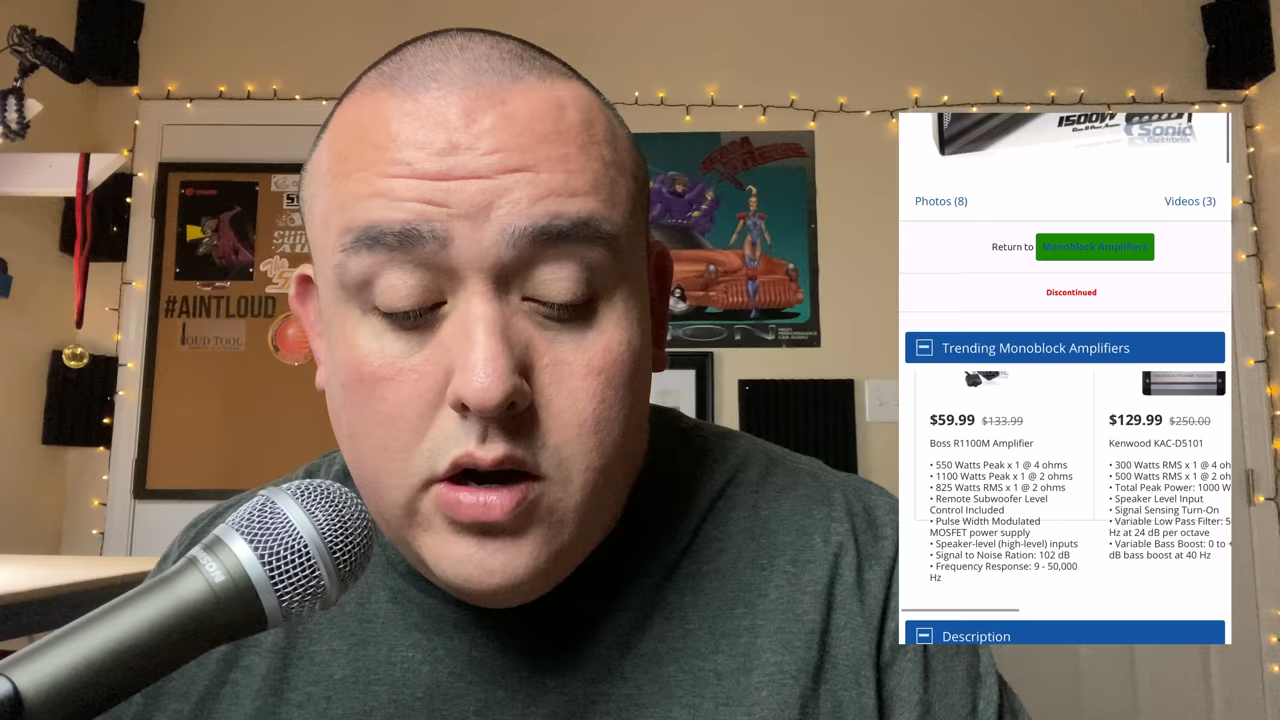 1500W
Sonic
Eletronix
Photos (8)
Videos (3)
Return to Monoblock Amplifiers
Discontinued
Trending Monoblock Amplifiers
$59.99 $133.99
Boss R1100M Amplifier
• 550 Watts Peak x 1 @ 4 ohms
• 1100 Watts Peak x 1 @ 2 ohms
• 825 Watts RMS x 1 @ 2 ohms
• Remote Subwoofer Level
Control Included
• Pulse Width Modulated
MOSFET power supply
• Speaker-level (high-level) inputs
• Signal to Noise Ration: 102 dB
• Frequency Response: 9 - 50,000
Hz
$129.99 $250.00
Kenwood KAC-D5101
• 300 Watts RMS x 1 @ 4 oh
• 500 Watts RMS x 1 @ 2 oh
• Total Peak Power: 1000 W
• Speaker Level Input
• Signal Sensing Turn-On
• Variable Low Pass Filter: 5
Hz at 24 dB per octave
• Variable Bass Boost: 0 to +
dB bass boost at 40 Hz
Description
#AINTLOUD
LOUD TOOL